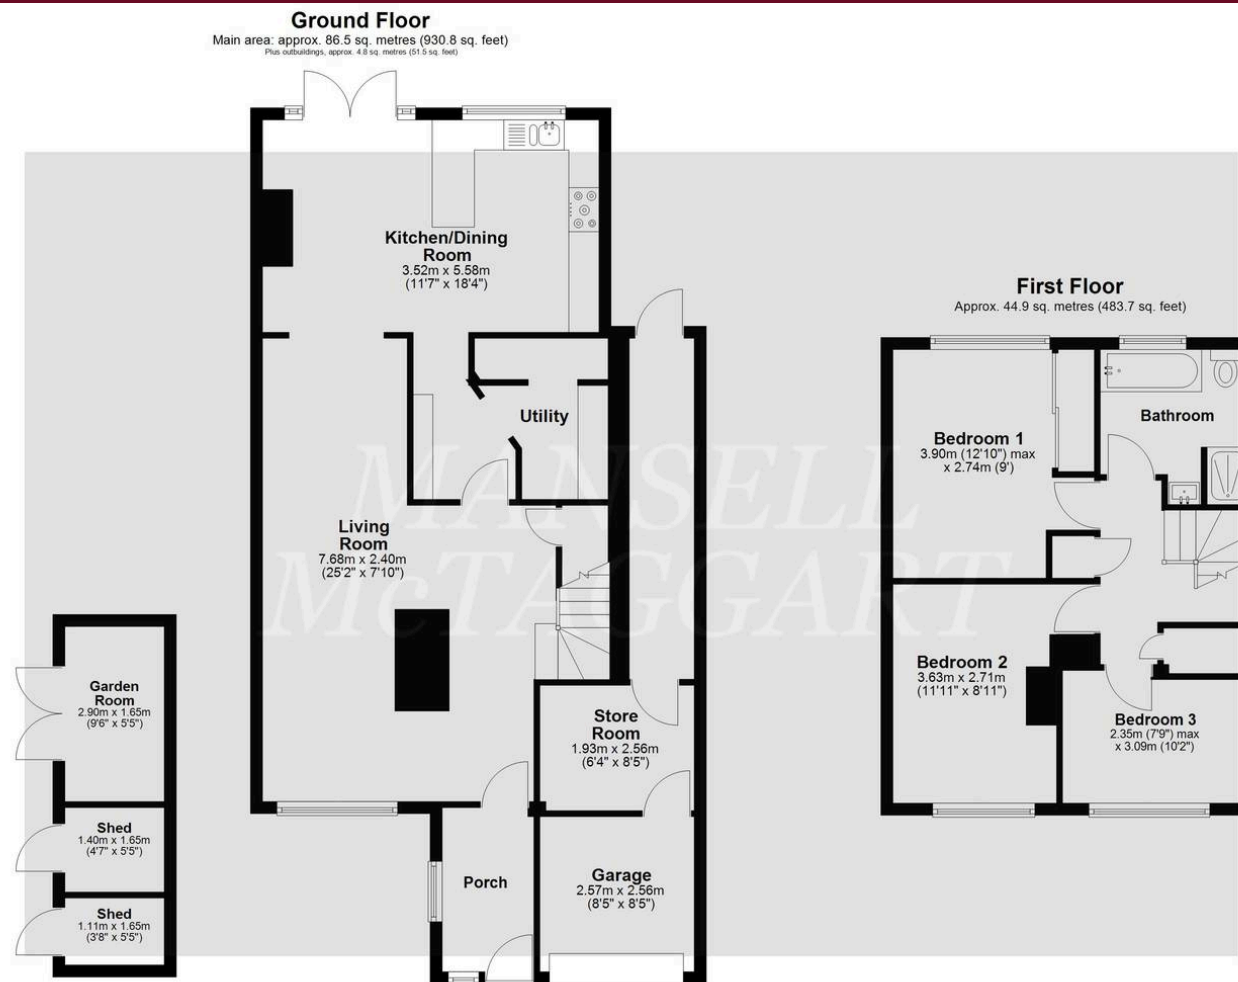 Ground Floor
Main area: approx. 86.5 sq. metres (930.8 sq. feet)
Plus outbuildings, approx. 4.8 sq. metres (51.5 sq. feet)
Kitchen/Dining
Room
3.52m x 5.58m
(11'7" x 18'4")
Utility
Living
Room
7.68m x 2.40m
(25'2" x 7'10")
Store
Room
1.93m x 2.56m
(6'4" x 8'5")
Porch
Garage
2.57m x 2.56m
(8'5" x 8'5")
Garden
Room
2.90m x 1.65m
(9'6" x 5'5")
Shed
1.40m x 1.65m
(4'7" x 5'5")
Shed
1.11m x 1.65m
(3'8" x 5'5")
First Floor
Approx. 44.9 sq. metres (483.7 sq. feet)
Bedroom 1
3.90m (12'10") max
x 2.74m (9')
Bathroom
Bedroom 2
3.63m x 2.71m
(11'11" x 8'11")
Bedroom 3
2.35m (7'9") max
x 3.09m (10'2")
MANSELL
McTAGGART